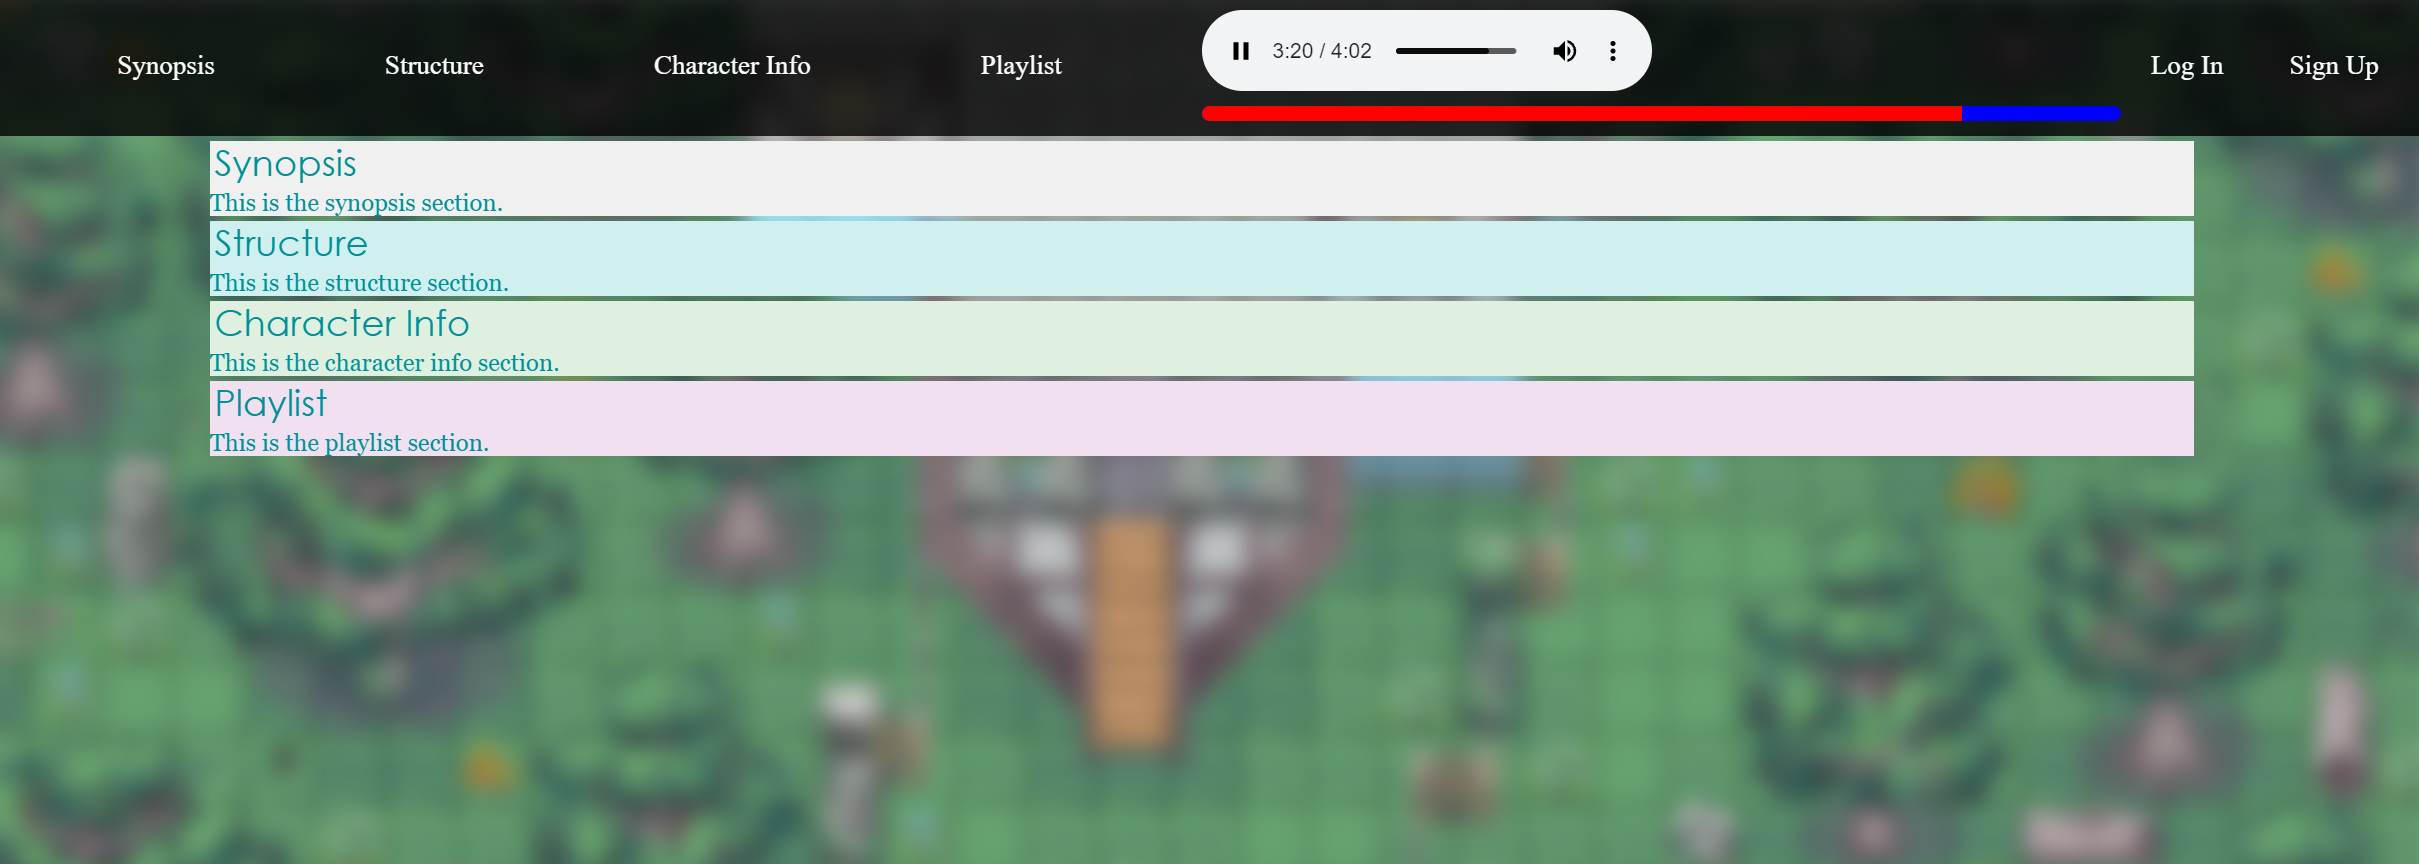 Synopsis Structure Character Info Playlist 3:20 / 4:02 Log In Sign Up
Synopsis
This is the synopsis section.
Structure
This is the structure section.
Character Info
This is the character info section.
Playlist
This is the playlist section.